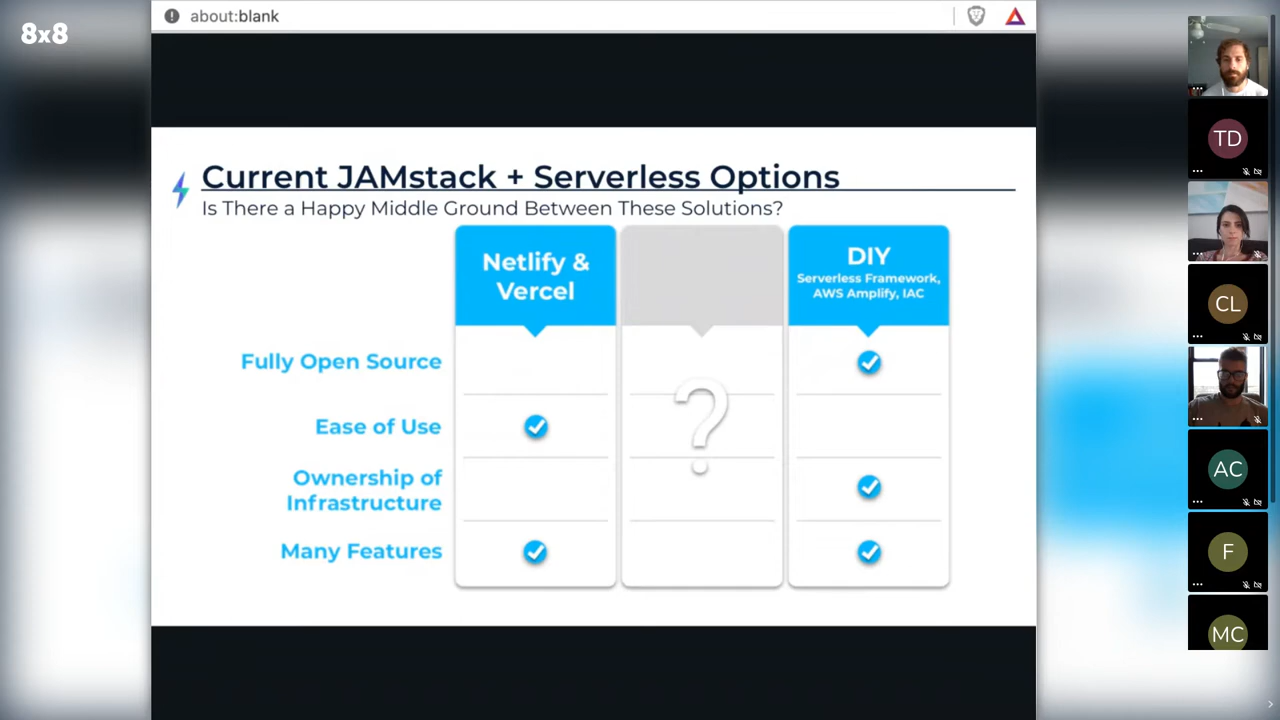 8x8
about:blank
Current JAMstack + Serverless Options
Is There a Happy Middle Ground Between These Solutions?
Netlify &
Vercel
DIY
Serverless Framework,
AWS Amplify, IAC
?
Fully Open Source
Ease of Use
Ownership of
Infrastructure
Many Features
TD
CL
AC
F
MC